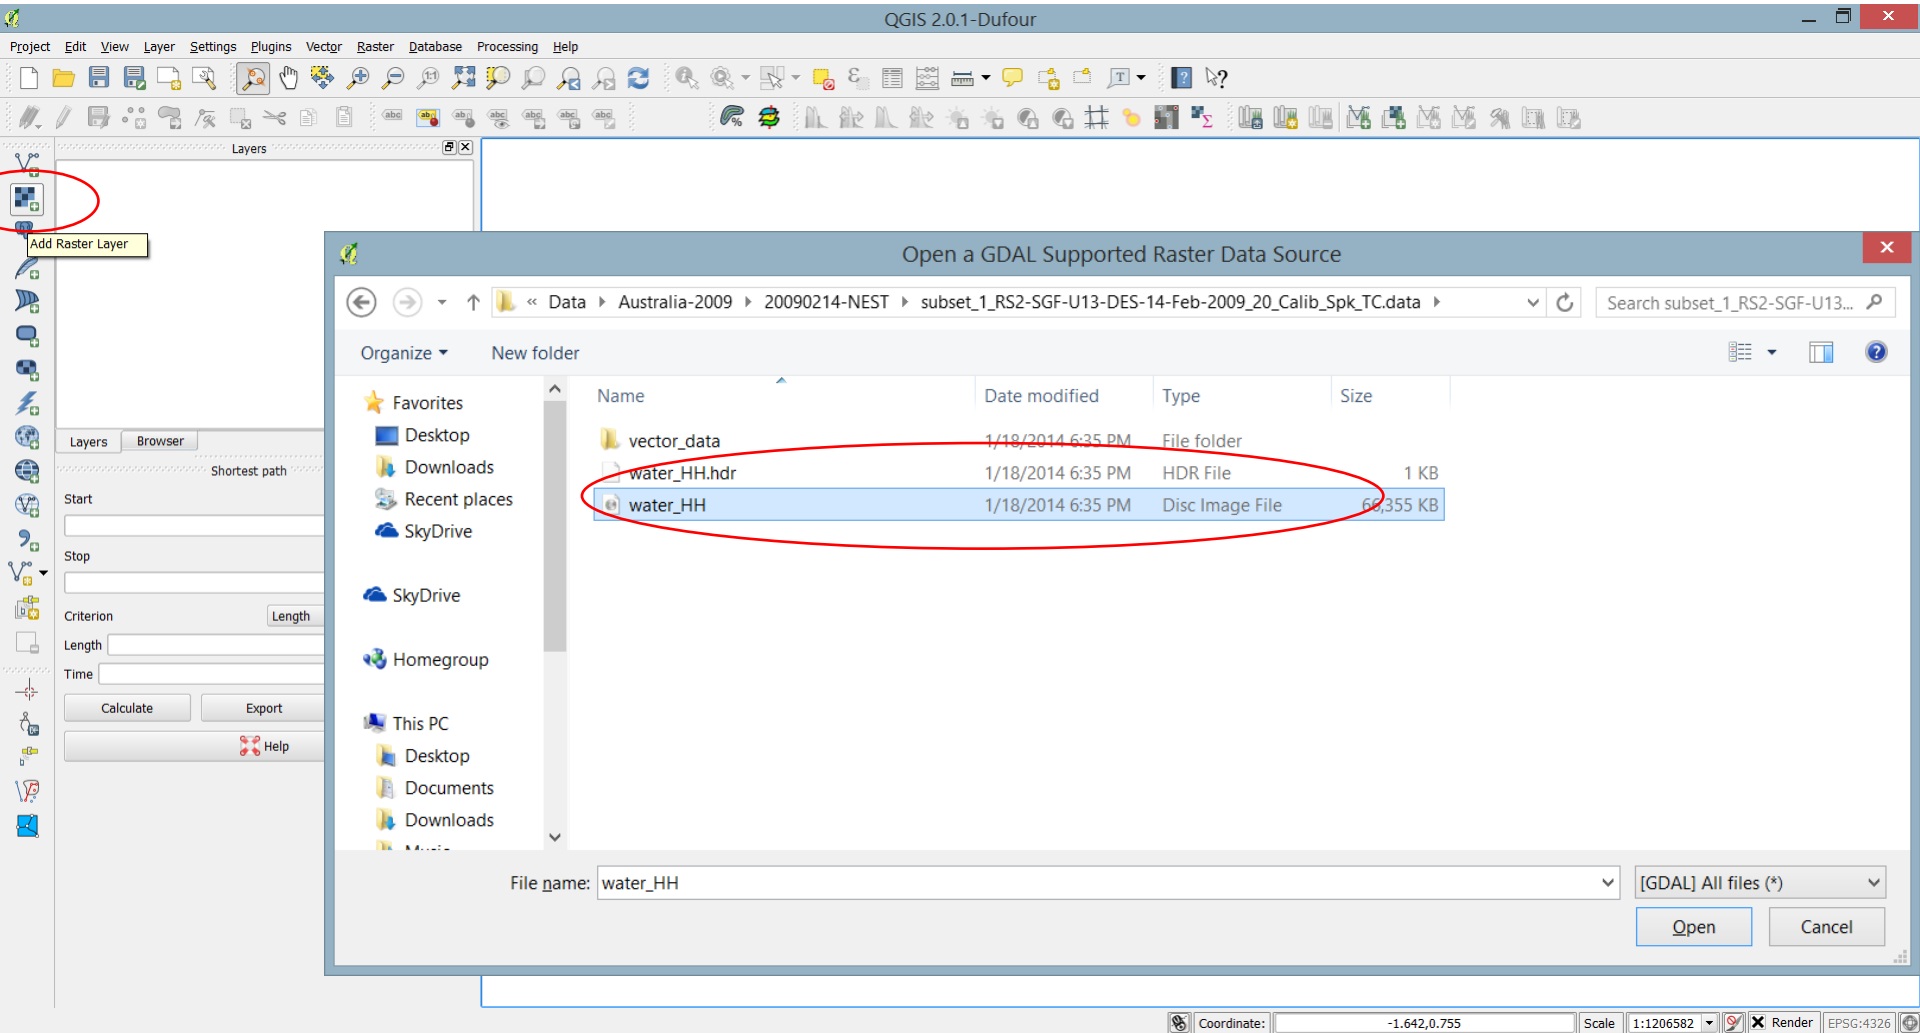 QGIS 2.0.1-Dufour
Project Edit View Layer Settings Plugins Vector Raster Database Processing Help
Layers
Add Raster Layer
Open a GDAL Supported Raster Data Source
« Data Australia-2009 20090214-NEST subset_1_RS2-SGF-U13-DES-14-Feb-2009_20_Calib_Spk_TC.data
Search subset_1_RS2-SGF-U13...
Organize New folder
Name Date modified Type Size
Favorites
Desktop
Downloads
Recent places
SkyDrive
SkyDrive
Homegroup
This PC
Desktop
Documents
Downloads
Music
vector_data 1/18/2014 6:35 PM File folder
water_HH.hdr 1/18/2014 6:35 PM HDR File 1 KB
water_HH 1/18/2014 6:35 PM Disc Image File 66,355 KB
Layers Browser
Shortest path
Start
Stop
Criterion Length
Length
Time
Calculate Export
Help
File name: water_HH [GDAL] All files (*)
Open Cancel
Coordinate: -1.642,0.755 Scale 1:1206582 Render EPSG:4326